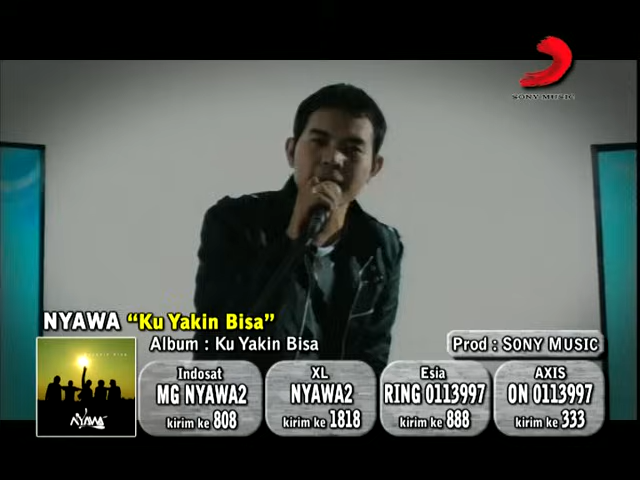 SONY MUSIC
NYAWA "Ku Yakin Bisa"
Album : Ku Yakin Bisa
Prod : SONY MUSIC
NYAWA
Indosat
MG NYAWA2
kirim ke 808
XL
NYAWA2
kirim ke 1818
Esia
RING 0113997
kirim ke 888
AXIS
ON 0113997
kirim ke 333